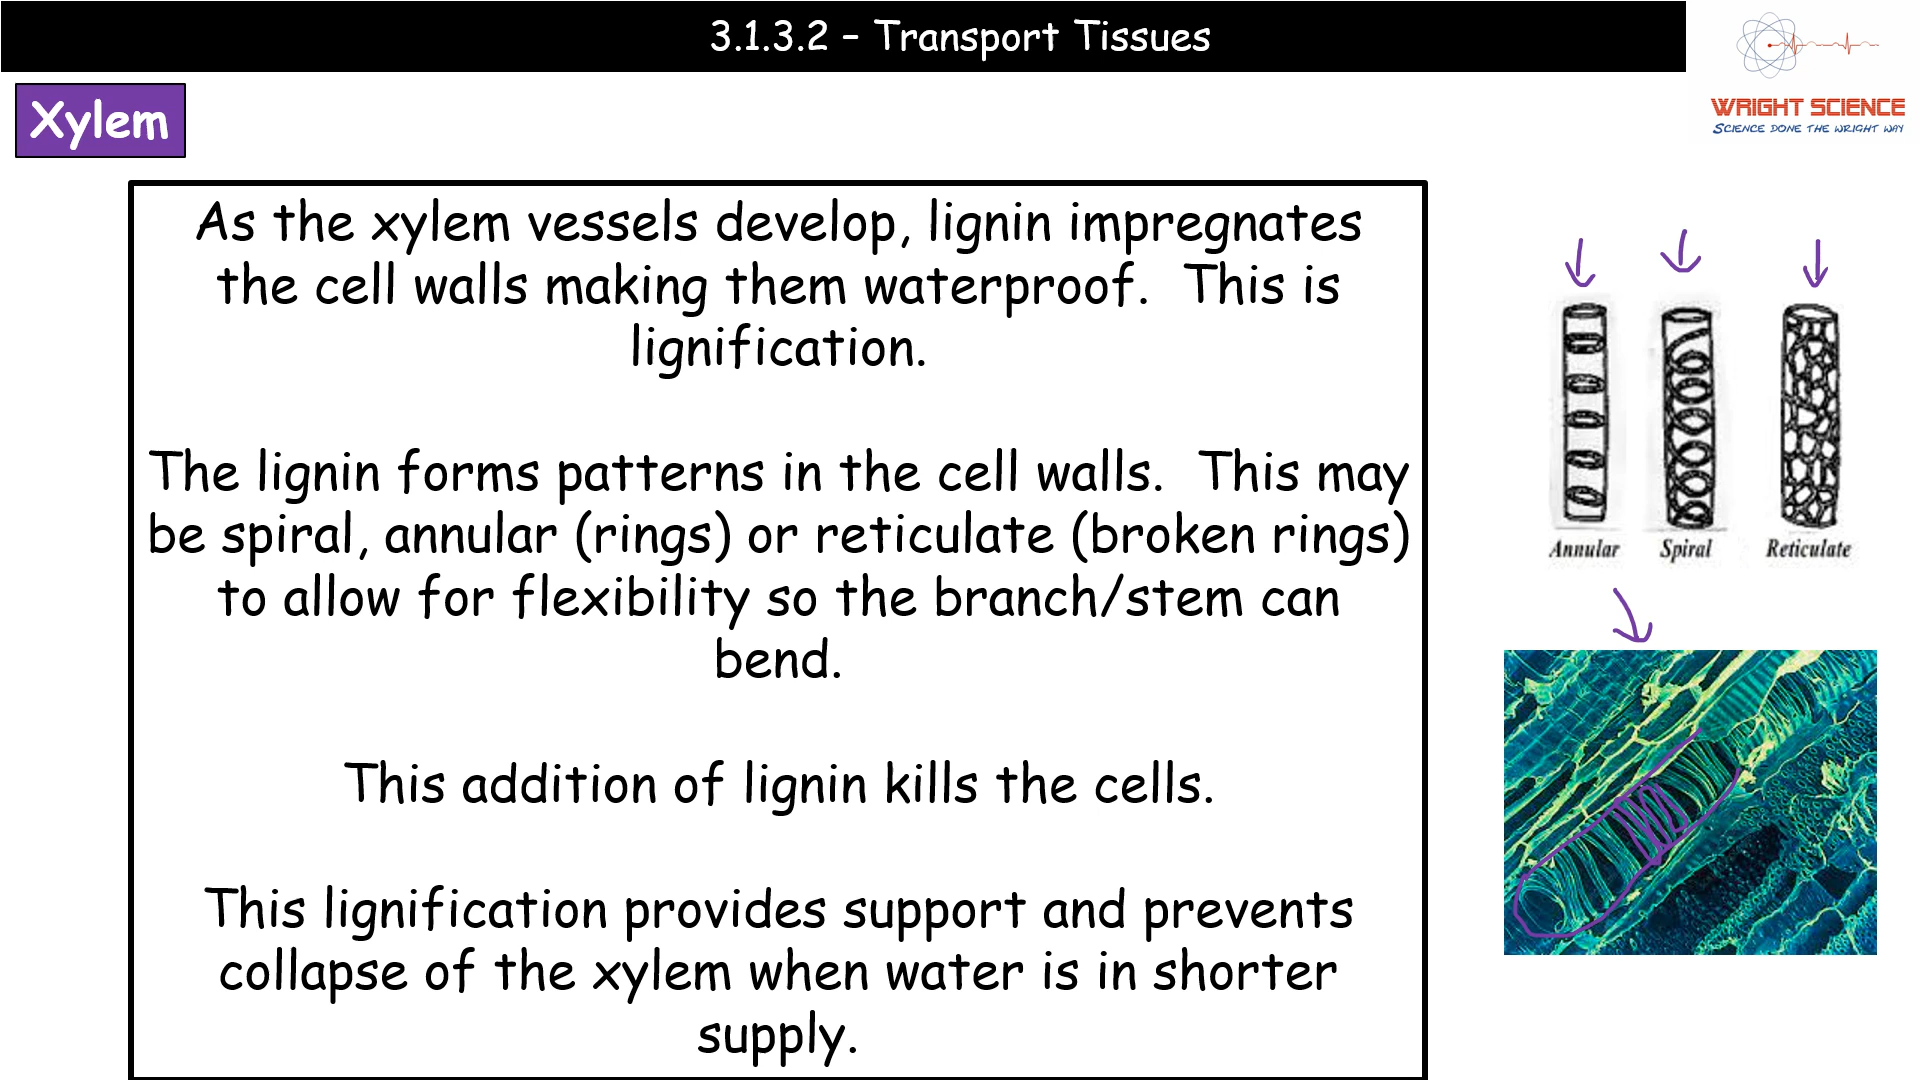 3.1.3.2 – Transport Tissues
WRIGHT SCIENCE
SCIENCE DONE THE WRIGHT WAY
Xylem
As the xylem vessels develop, lignin impregnates
the cell walls making them waterproof. This is
lignification.
The lignin forms patterns in the cell walls. This may
be spiral, annular (rings) or reticulate (broken rings)
to allow for flexibility so the branch/stem can
bend.
This addition of lignin kills the cells.
This lignification provides support and prevents
collapse of the xylem when water is in shorter
supply.
Annular Spiral Reticulate